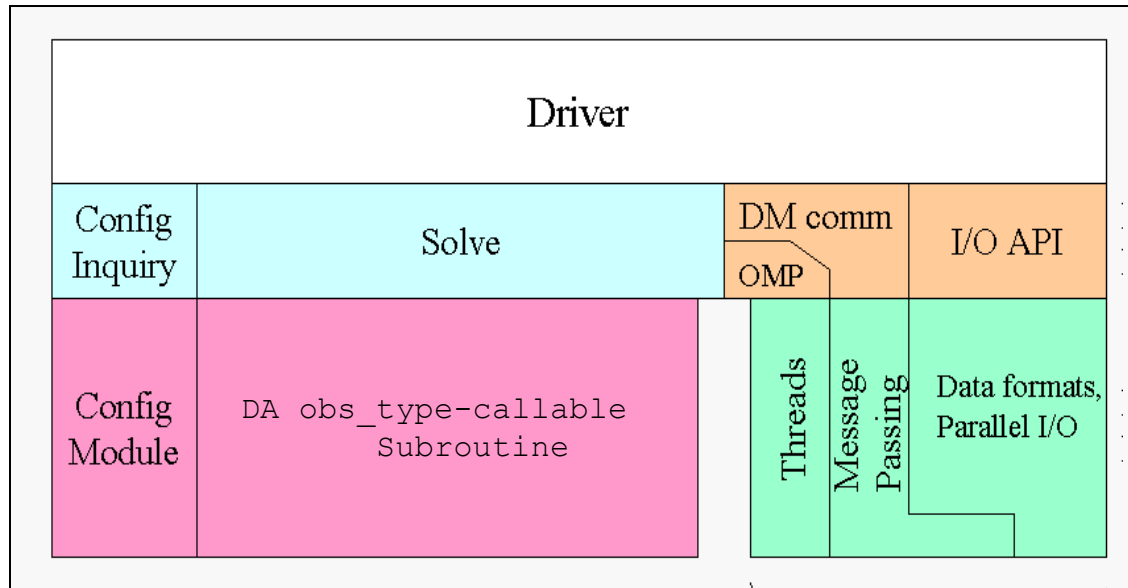 Driver
Config
Inquiry
Solve
DM comm
OMP
I/O API
Config
Module
DA obs_type-callable
Subroutine
Threads
Message
Passing
Data formats,
Parallel I/O